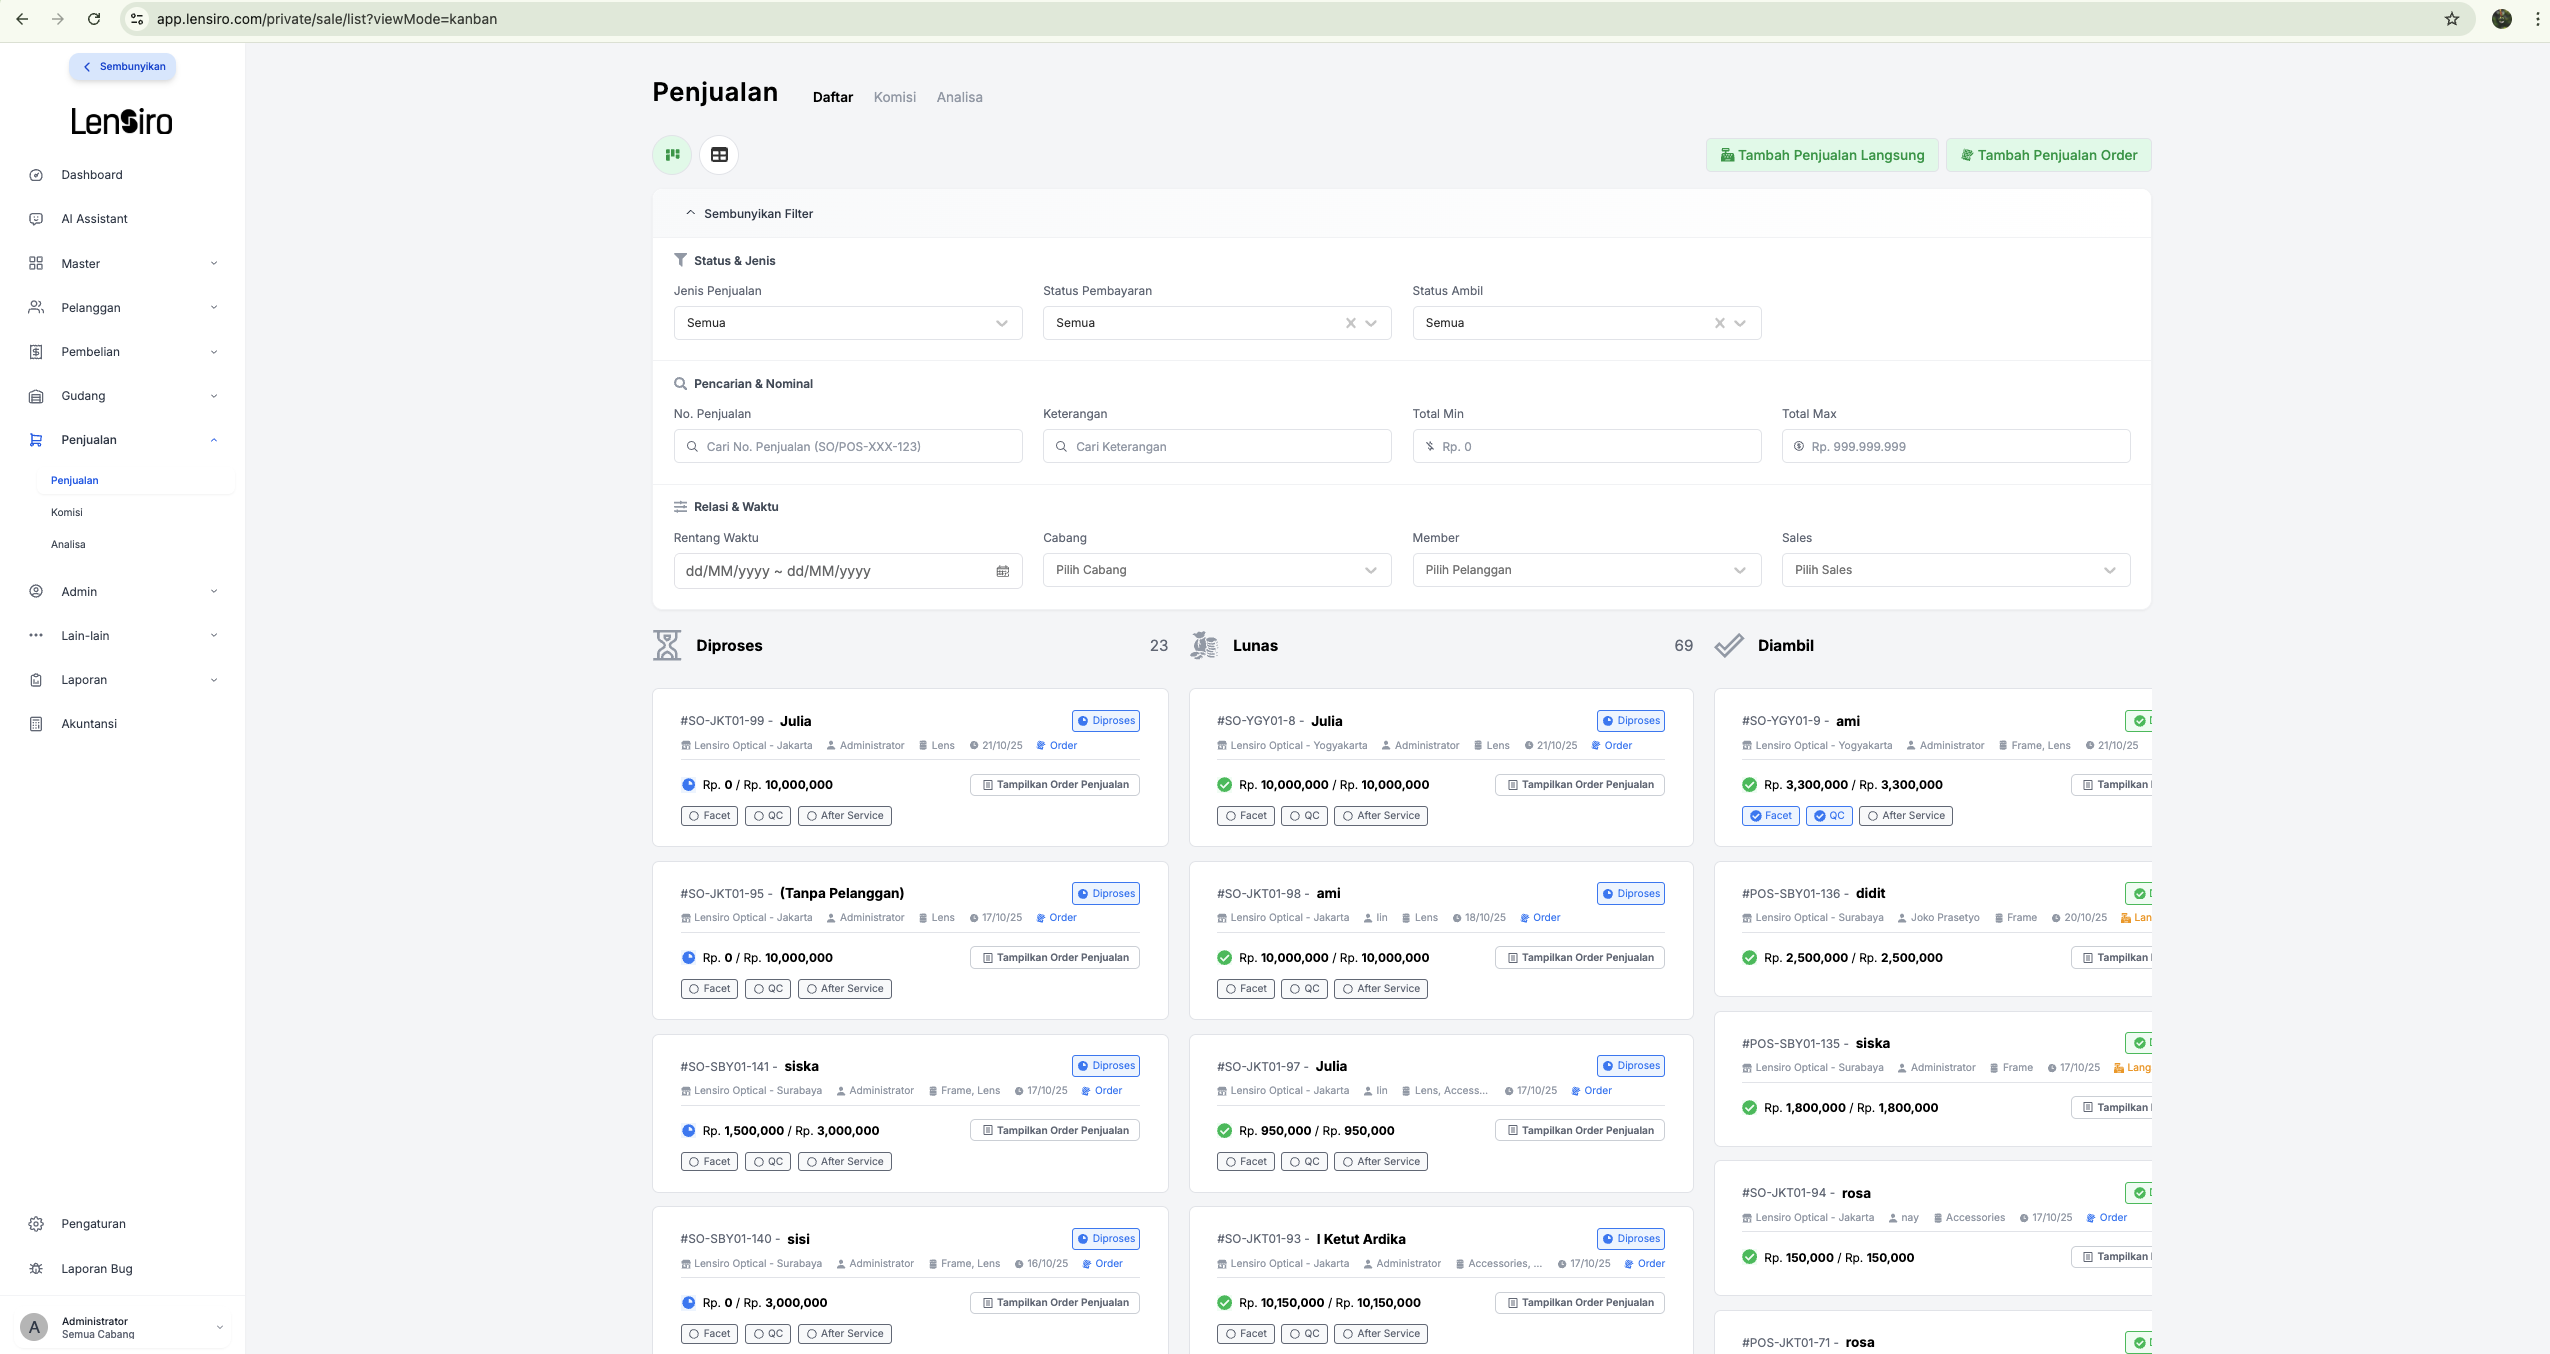 app.lensiro.com/private/sale/list?viewMode=kanban
Sembunyikan
Lensiro
Dashboard
AI Assistant
Master
Pelanggan
Pembelian
Gudang
Penjualan
Penjualan
Komisi
Analisa
Admin
Lain-lain
Laporan
Akuntansi
Pengaturan
Laporan Bug
A
Administrator
Semua Cabang
Penjualan Daftar Komisi Analisa
Tambah Penjualan Langsung Tambah Penjualan Order
Sembunyikan Filter
Status & Jenis
Jenis Penjualan Status Pembayaran Status Ambil
Semua Semua Semua
Pencarian & Nominal
No. Penjualan Keterangan Total Min Total Max
Cari No. Penjualan (SO/POS-XXX-123) Cari Keterangan Rp. 0 Rp. 999.999.999
Relasi & Waktu
Rentang Waktu Cabang Member Sales
dd/MM/yyyy ~ dd/MM/yyyy Pilih Cabang Pilih Pelanggan Pilih Sales
Diproses 23
#SO-JKT01-99 - Julia Diproses
Lensiro Optical - Jakarta Administrator Lens 21/10/25 Order
Rp. 0 / Rp. 10,000,000 Tampilkan Order Penjualan
Facet QC After Service
#SO-JKT01-95 - (Tanpa Pelanggan) Diproses
Lensiro Optical - Jakarta Administrator Lens 17/10/25 Order
Rp. 0 / Rp. 10,000,000 Tampilkan Order Penjualan
Facet QC After Service
#SO-SBY01-141 - siska Diproses
Lensiro Optical - Surabaya Administrator Frame, Lens 17/10/25 Order
Rp. 1,500,000 / Rp. 3,000,000 Tampilkan Order Penjualan
Facet QC After Service
#SO-SBY01-140 - sisi Diproses
Lensiro Optical - Surabaya Administrator Frame, Lens 16/10/25 Order
Rp. 0 / Rp. 3,000,000 Tampilkan Order Penjualan
Facet QC After Service
Lunas 69
#SO-YGY01-8 - Julia Diproses
Lensiro Optical - Yogyakarta Administrator Lens 21/10/25 Order
Rp. 10,000,000 / Rp. 10,000,000 Tampilkan Order Penjualan
Facet QC After Service
#SO-JKT01-98 - ami Diproses
Lensiro Optical - Jakarta Iin Lens 18/10/25 Order
Rp. 10,000,000 / Rp. 10,000,000 Tampilkan Order Penjualan
Facet QC After Service
#SO-JKT01-97 - Julia Diproses
Lensiro Optical - Jakarta Iin Lens, Access... 17/10/25 Order
Rp. 950,000 / Rp. 950,000 Tampilkan Order Penjualan
Facet QC After Service
#SO-JKT01-93 - I Ketut Ardika Diproses
Lensiro Optical - Jakarta Administrator Accessories, ... 17/10/25 Order
Rp. 10,150,000 / Rp. 10,150,000 Tampilkan Order Penjualan
Facet QC After Service
Diambil
#SO-YGY01-9 - ami
Lensiro Optical - Yogyakarta Administrator Frame, Lens 21/10/25
Rp. 3,300,000 / Rp. 3,300,000 Tampilkan
Facet QC After Service
#POS-SBY01-136 - didit
Lensiro Optical - Surabaya Joko Prasetyo Frame 20/10/25 Lan
Rp. 2,500,000 / Rp. 2,500,000 Tampilkan
#POS-SBY01-135 - siska
Lensiro Optical - Surabaya Administrator Frame 17/10/25 Lang
Rp. 1,800,000 / Rp. 1,800,000 Tampilkan
#SO-JKT01-94 - rosa
Lensiro Optical - Jakarta nay Accessories 17/10/25 Order
Rp. 150,000 / Rp. 150,000 Tampilkan
#POS-JKT01-71 - rosa